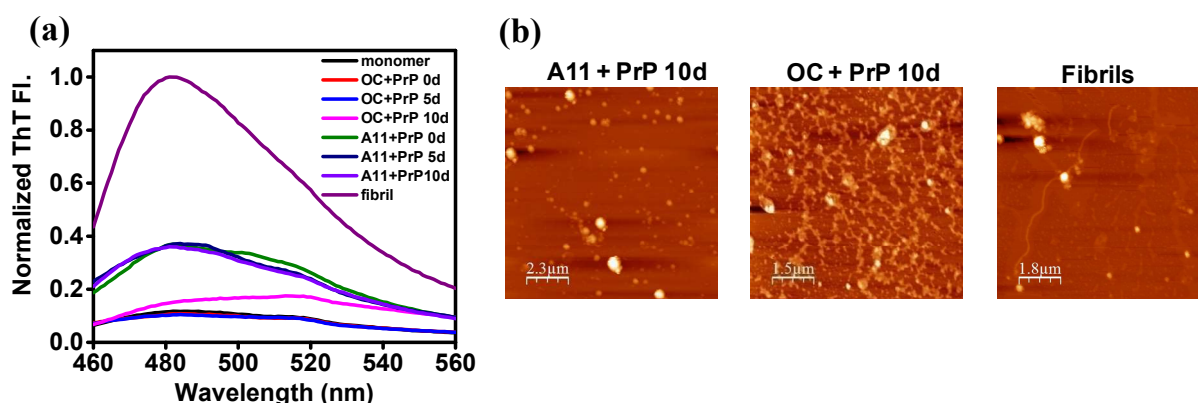 (a)
Normalized ThT Fl.
1.0
0.8
0.6
0.4
0.2
0.0
460 480 500 520 540 560
Wavelength (nm)
monomer
OC+PrP 0d
OC+PrP 5d
OC+PrP 10d
A11+PrP 0d
A11+PrP 5d
A11+PrP10d
fibril
(b)
A11 + PrP 10d
OC + PrP 10d
Fibrils
2.3µm
1.5µm
1.8µm